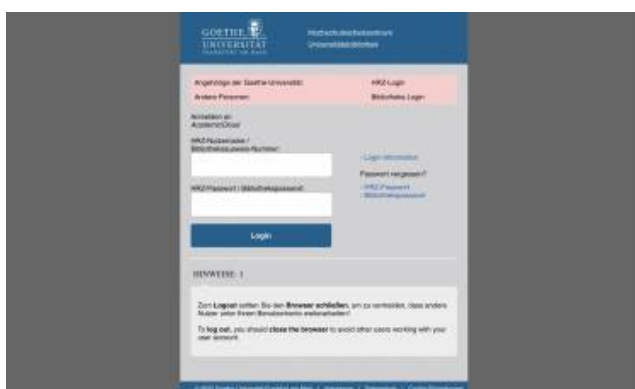 GOETHE
UNIVERSITÄT
FRANKFURT AM MAIN
Hochschulrechenzentrum
Universitätsbibliothek
Angehörige der Goethe-Universität: HRZ-Login
Andere Personen: Bibliotheks-Login
Anmelden an
AcademicCloud
HRZ-Nutzername /
Bibliotheksausweis-Nummer:
- Login Information
Passwort vergessen?
HRZ-Passwort / Bibliothekspasswort:
- HRZ-Passwort
- Bibliothekspasswort
Login
HINWEISE:
Zum Logout sollten Sie den Browser schließen, um zu vermeiden, dass andere
Nutzer unter Ihrem Benutzerkonto weiterarbeiten!
To log out, you should close the browser to avoid other users working with your
user account.